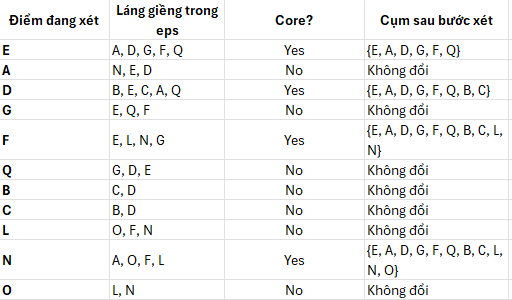 Điểm đang xét Láng giềng trong eps Core? Cụm sau bước xét
E A, D, G, F, Q Yes {E, A, D, G, F, Q}
A N, E, D No Không đổi
D B, E, C, A, Q Yes {E, A, D, G, F, Q, B, C}
G E, Q, F No Không đổi
F E, L, N, G Yes {E, A, D, G, F, Q, B, C, L, N}
Q G, D, E No Không đổi
B C, D No Không đổi
C B, D No Không đổi
L O, F, N No Không đổi
N A, O, F, L Yes {E, A, D, G, F, Q, B, C, L, N, O}
O L, N No Không đổi